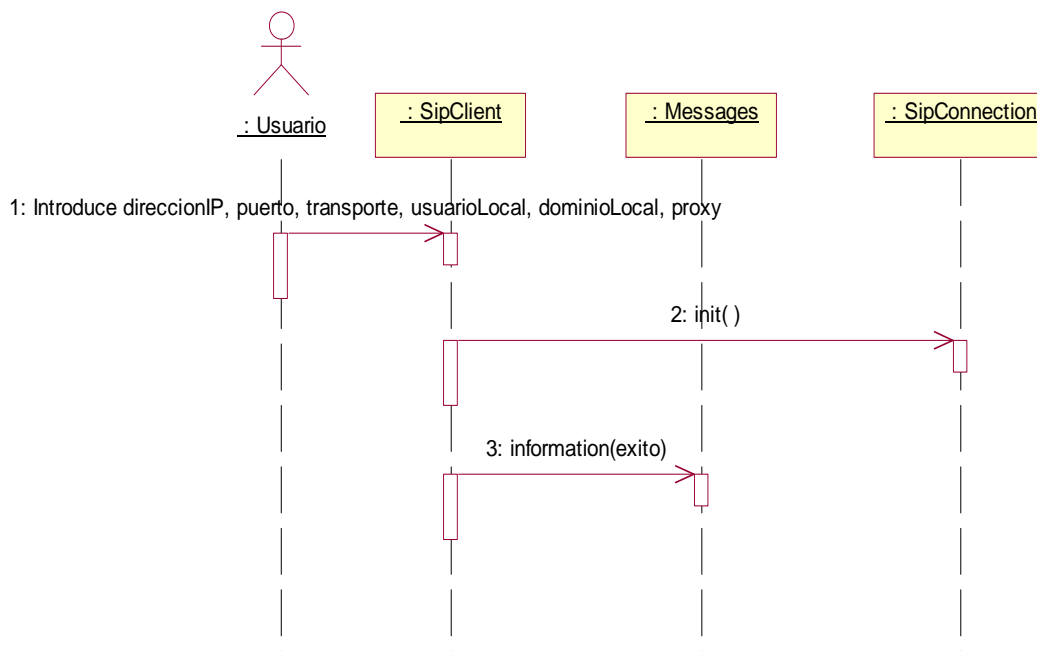 : Usuario
: SipClient
: Messages
: SipConnection
1: Introduce direccionIP, puerto, transporte, usuarioLocal, dominioLocal, proxy
2: init( )
3: information(exito)